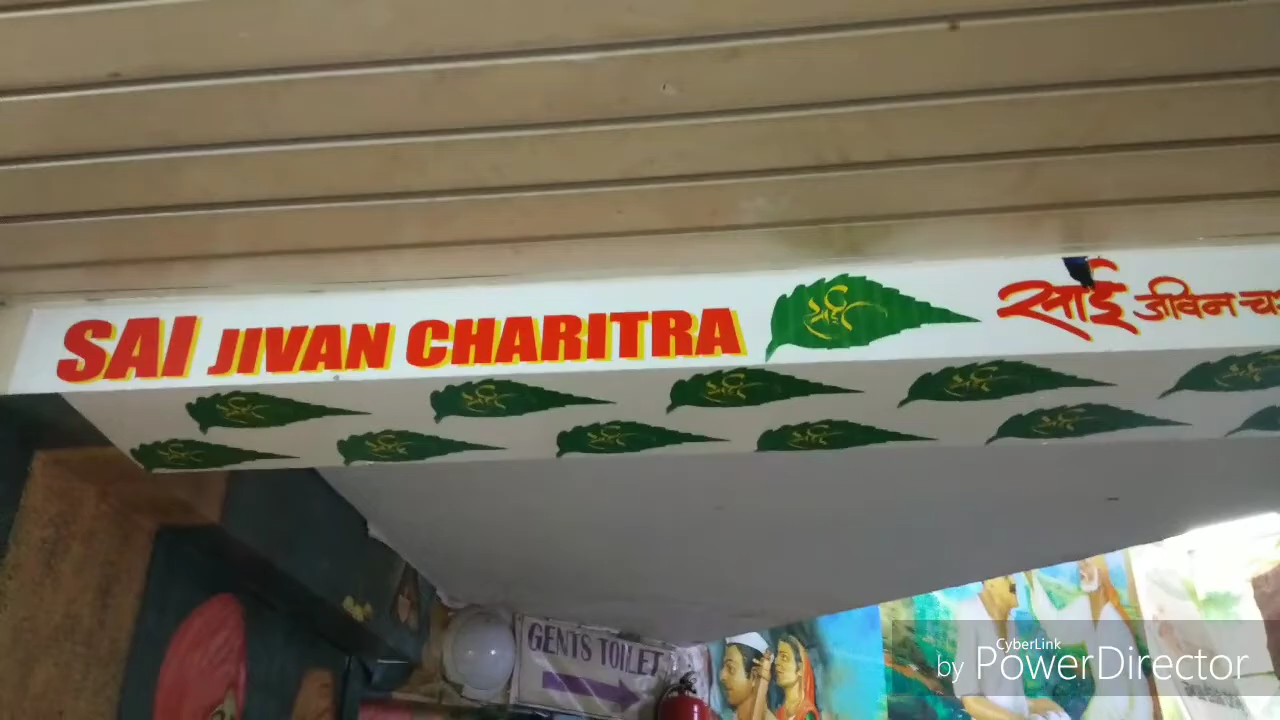 SAI JIVAN CHARITRA साई
साई जीवन
GENTS TOILET
CyberLink
by PowerDirector